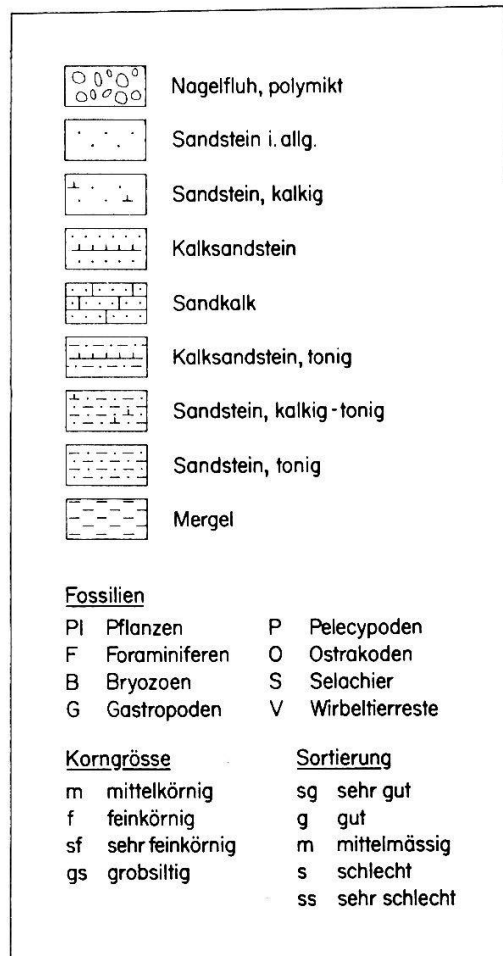 Nagelfluh, polymikt
Sandstein i. allg.
Sandstein, kalkig
Kalksandstein
Sandkalk
Kalksandstein, tonig
Sandstein, kalkig-tonig
Sandstein, tonig
Mergel
Fossilien
Pl Pflanzen
F Foraminiferen
B Bryozoen
G Gastropoden
P Pelecypoden
O Ostrakoden
S Selachier
V Wirbeltierreste
Korngrösse
m mittelkörnig
f feinkörnig
sf sehr feinkörnig
gs grobsiltig
Sortierung
sg sehr gut
g gut
m mittelmässig
s schlecht
ss sehr schlecht